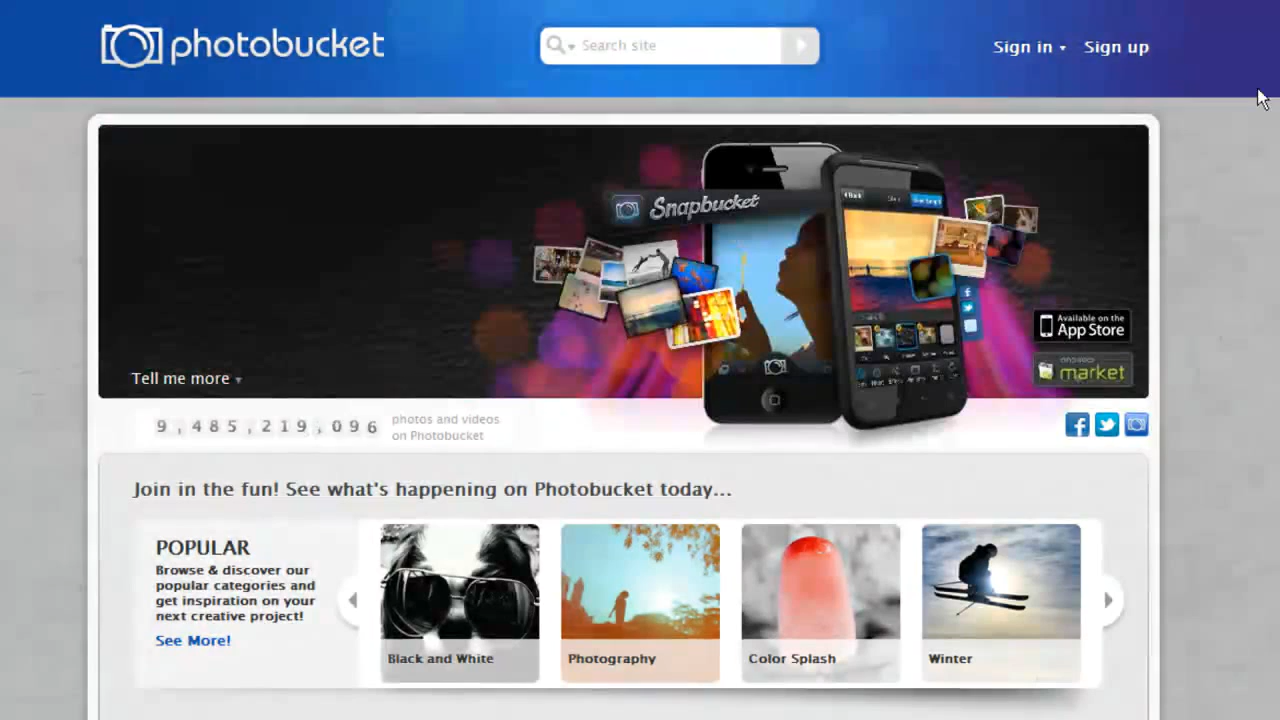 photobucket
Search site
Sign in
Sign up
Snapbucket
Available on the
App Store
ANDROID
market
Tell me more
9,485,219,096
photos and videos
on Photobucket
Join in the fun! See what's happening on Photobucket today...
POPULAR
Browse & discover our
popular categories and
get inspiration on your
next creative project!
See More!
Black and White
Photography
Color Splash
Winter